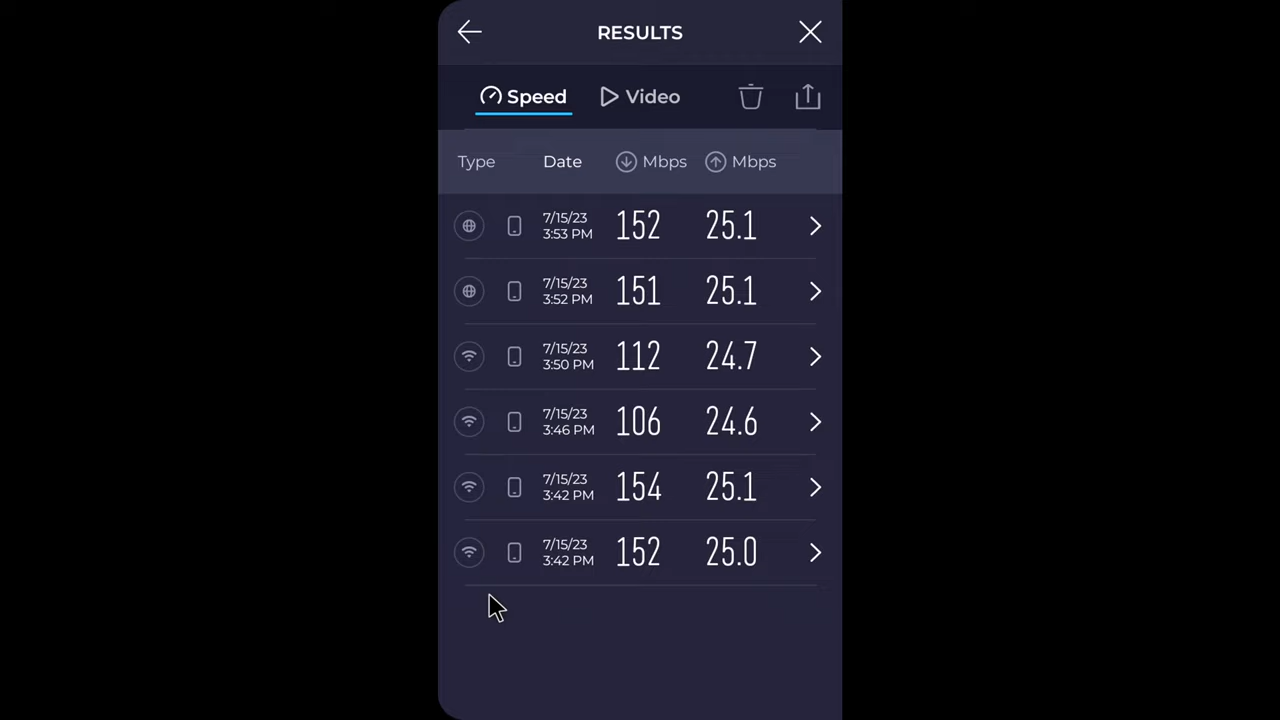 RESULTS
Speed Video
Type Date Mbps Mbps
7/15/23
3:53 PM 152 25.1
7/15/23
3:52 PM 151 25.1
7/15/23
3:50 PM 112 24.7
7/15/23
3:46 PM 106 24.6
7/15/23
3:42 PM 154 25.1
7/15/23
3:42 PM 152 25.0